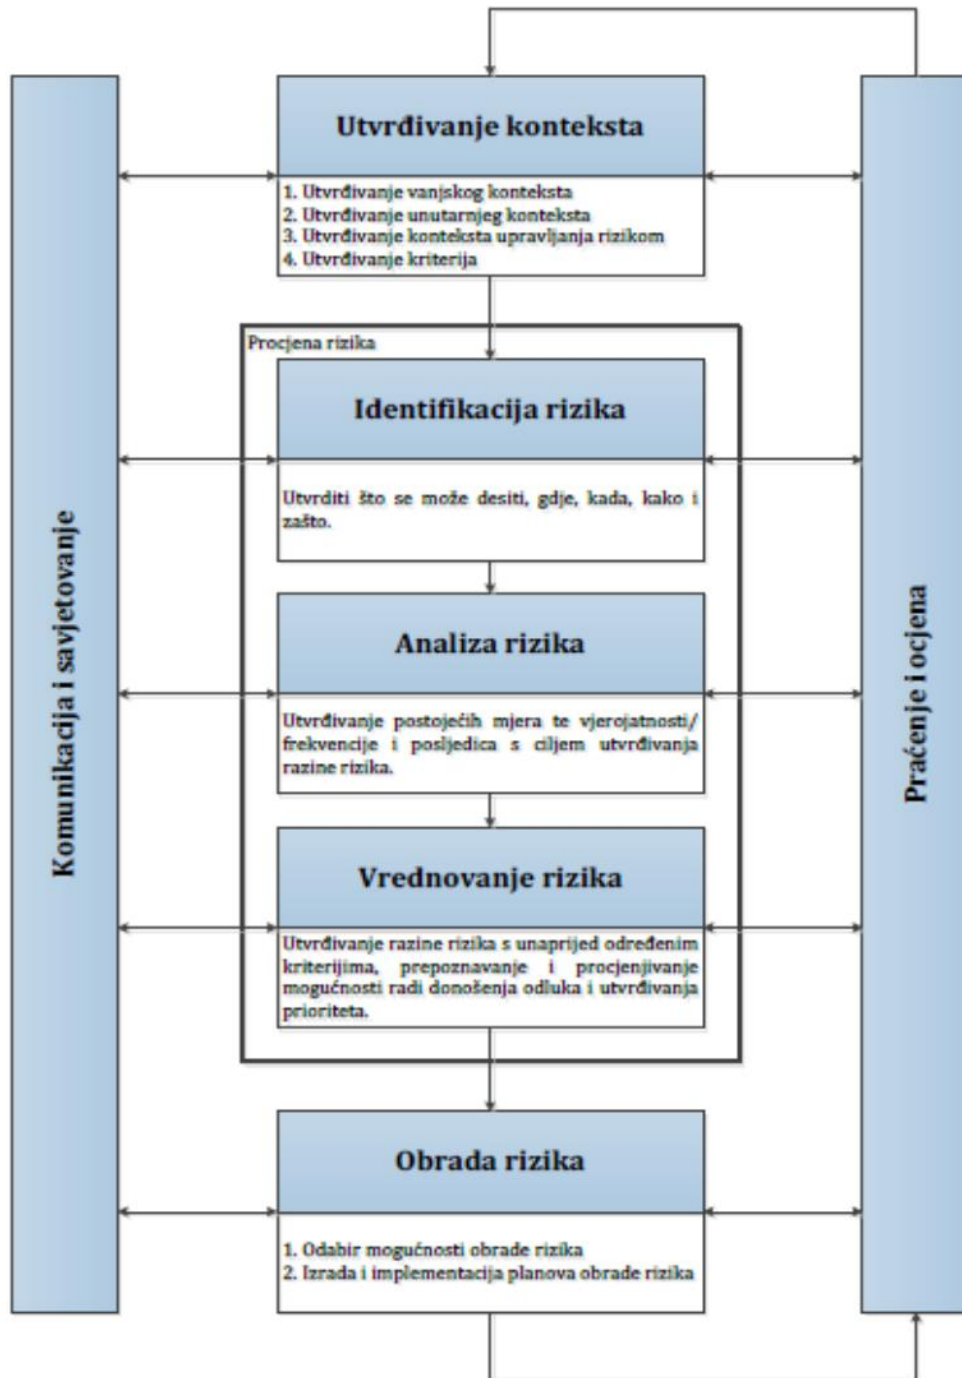 Utvrđivanje konteksta
1. Utvrđivanje vanjskog konteksta
2. Utvrđivanje unutarnjeg konteksta
3. Utvrđivanje konteksta upravljanja rizikom
4. Utvrđivanje kriterija
Procjena rizika
Identifikacija rizika
Utvrditi što se može desiti, gdje, kada, kako i
zašto.
Analiza rizika
Utvrđivanje postojećih mjera te vjerojatnosti/
frekvencije i posljedica s ciljem utvrđivanja
razine rizika.
Vrednovanje rizika
Utvrđivanje razine rizika s unaprijed određenim
kriterijima, prepoznavanje i procjenjivanje
mogućnosti radi donošenja odluka i utvrđivanja
prioriteta.
Obrada rizika
1. Odabir mogućnosti obrade rizika
2. Izrada i implementacija planova obrade rizika
Komunikacija i savjetovanje
Praćenje i ocjena